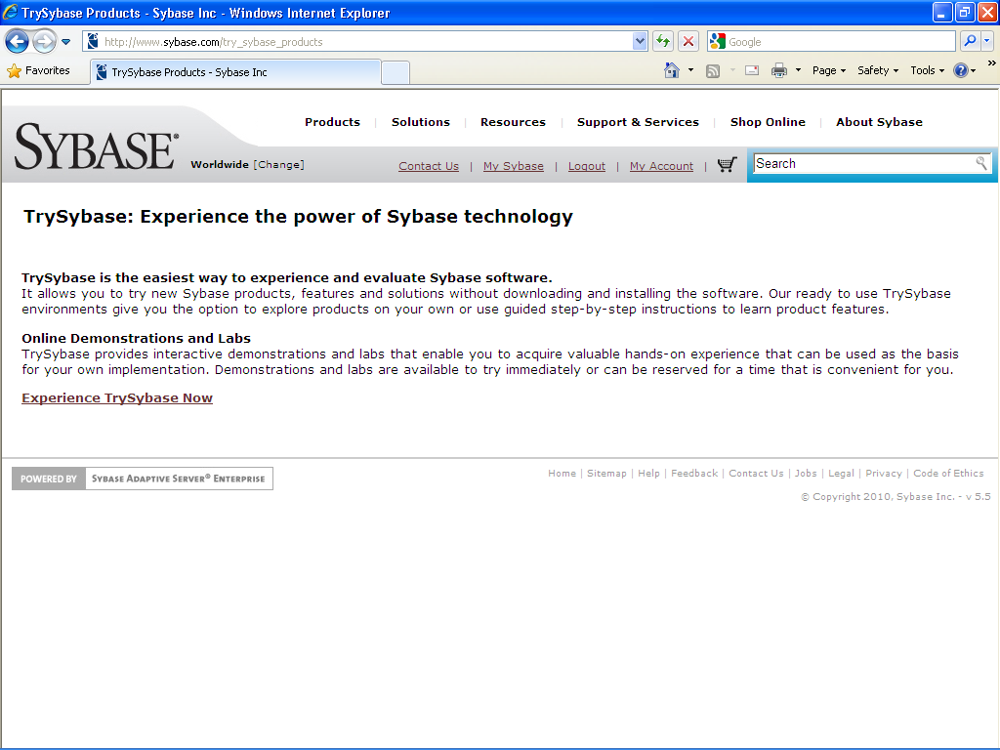 TrySybase Products - Sybase Inc - Windows Internet Explorer
http://www.sybase.com/try_sybase_products
Google
Favorites
TrySybase Products - Sybase Inc
Page
Safety
Tools
Products | Solutions | Resources | Support & Services | Shop Online | About Sybase
SYBASE®
Worldwide [Change]
Contact Us | My Sybase | Logout | My Account |
Search
TrySybase: Experience the power of Sybase technology
TrySybase is the easiest way to experience and evaluate Sybase software.
It allows you to try new Sybase products, features and solutions without downloading and installing the software. Our ready to use TrySybase
environments give you the option to explore products on your own or use guided step-by-step instructions to learn product features.
Online Demonstrations and Labs
TrySybase provides interactive demonstrations and labs that enable you to acquire valuable hands-on experience that can be used as the basis
for your own implementation. Demonstrations and labs are available to try immediately or can be reserved for a time that is convenient for you.
Experience TrySybase Now
POWERED BY SYBASE ADAPTIVE SERVER® ENTERPRISE
Home | Sitemap | Help | Feedback | Contact Us | Jobs | Legal | Privacy | Code of Ethics
© Copyright 2010, Sybase Inc. - v 5.5